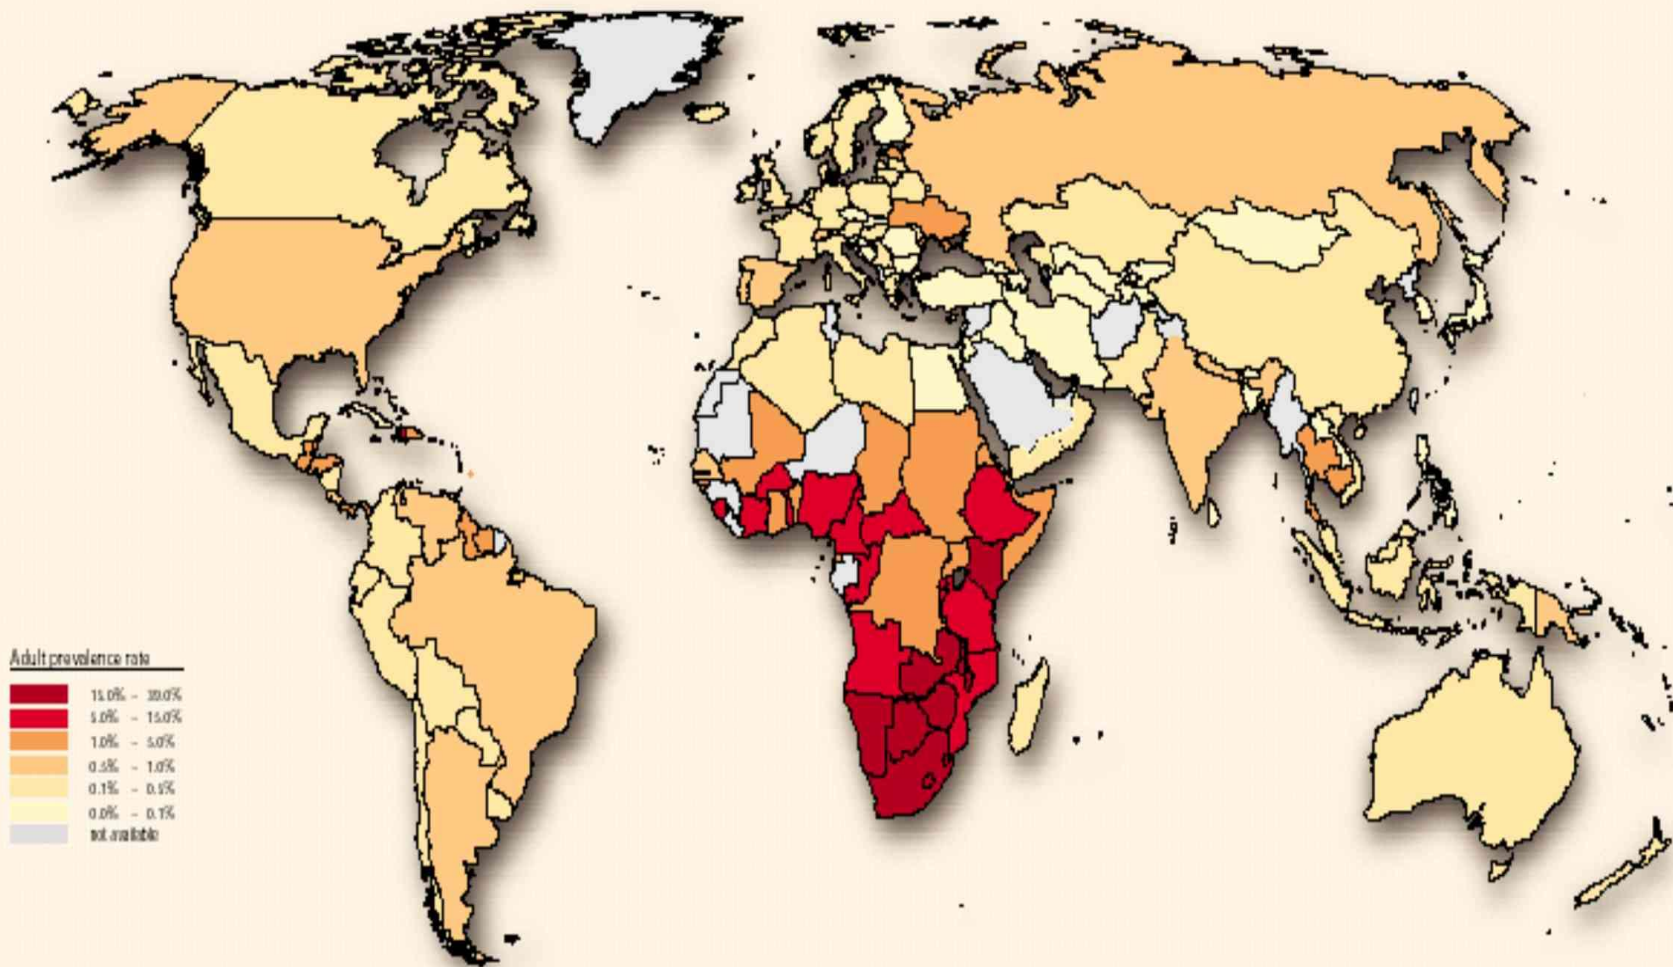 Adult prevalence rate
15.0% - 39.0%
5.0% - 15.0%
1.0% - 5.0%
0.5% - 1.0%
0.1% - 0.5%
0.0% - 0.1%
not available